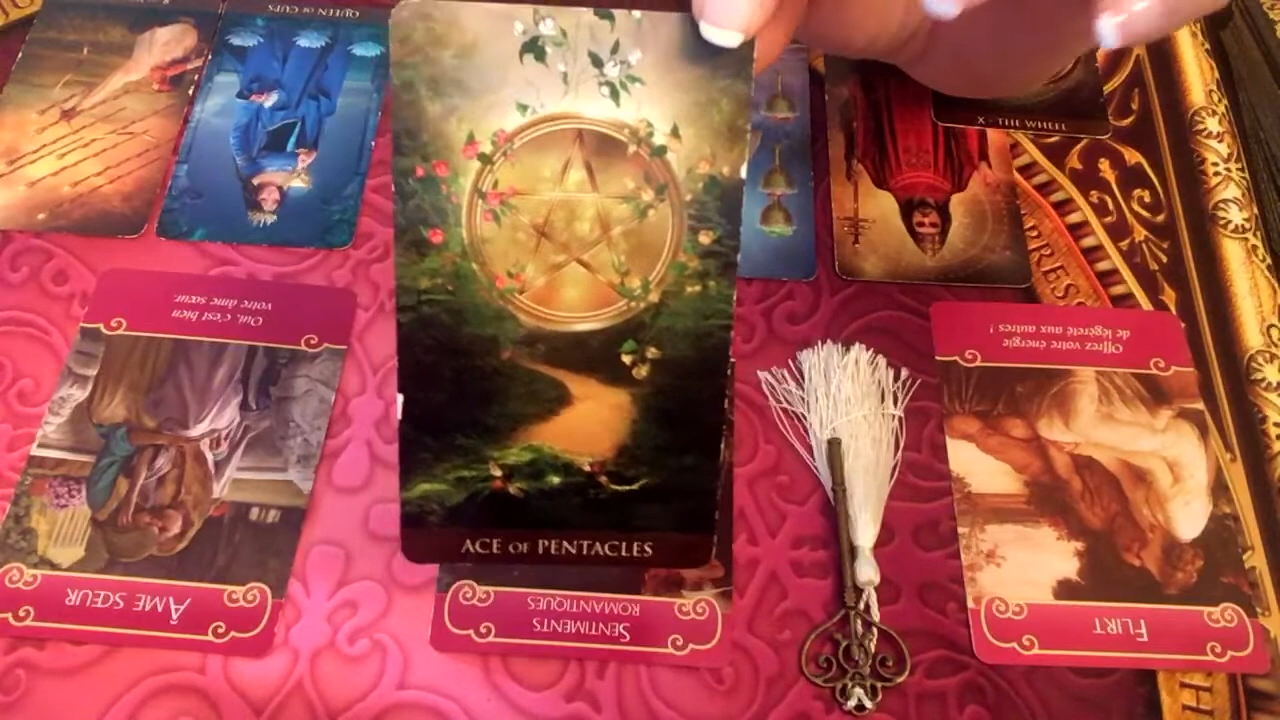 QUEEN OF CUPS
X - THE WHEEL
PRESS
Oui, c'est bien
votre âme sœur.
Offrez votre énergie
de légèreté aux autres !
ACE OF PENTACLES
ÂME SŒUR
SENTIMENTS
ROMANTIQUES
FLIRT
H